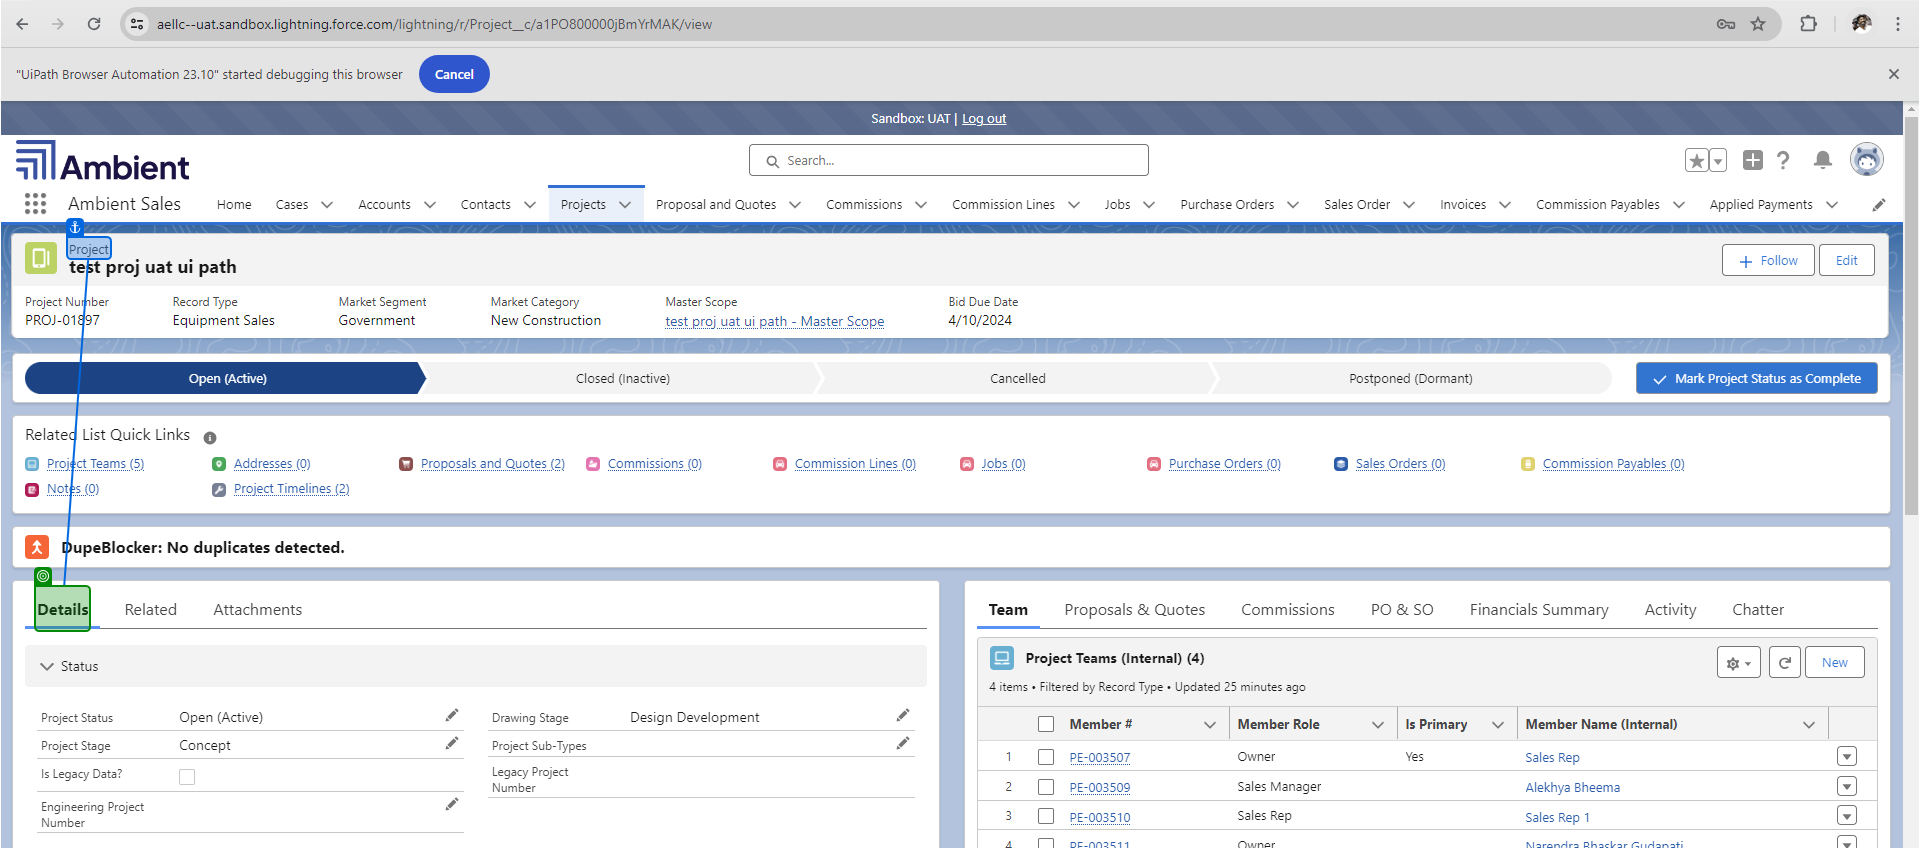 aellc--uat.sandbox.lightning.force.com/lightning/r/Project__c/a1PO800000jBmYrMAK/view
"UiPath Browser Automation 23.10" started debugging this browser
Cancel
Sandbox: UAT | Log out
Ambient
Search...
Ambient Sales
Home
Cases
Accounts
Contacts
Projects
Proposal and Quotes
Commissions
Commission Lines
Jobs
Purchase Orders
Sales Order
Invoices
Commission Payables
Applied Payments
Project
test proj uat ui path
Follow
Edit
Project Number
Record Type
Market Segment
Market Category
Master Scope
Bid Due Date
PROJ-01897
Equipment Sales
Government
New Construction
test proj uat ui path - Master Scope
4/10/2024
Open (Active)
Closed (Inactive)
Cancelled
Postponed (Dormant)
Mark Project Status as Complete
Related List Quick Links
Project Teams (5)
Addresses (0)
Proposals and Quotes (2)
Commissions (0)
Commission Lines (0)
Jobs (0)
Purchase Orders (0)
Sales Orders (0)
Commission Payables (0)
Notes (0)
Project Timelines (2)
DupeBlocker: No duplicates detected.
Details
Related
Attachments
Status
Project Status
Open (Active)
Drawing Stage
Design Development
Project Stage
Concept
Project Sub-Types
Is Legacy Data?
Legacy Project
Number
Engineering Project
Number
Team
Proposals & Quotes
Commissions
PO & SO
Financials Summary
Activity
Chatter
Project Teams (Internal) (4)
4 items • Filtered by Record Type • Updated 25 minutes ago
New
Member #
Member Role
Is Primary
Member Name (Internal)
1
PE-003507
Owner
Yes
Sales Rep
2
PE-003509
Sales Manager
Alekhya Bheema
3
PE-003510
Sales Rep
Sales Rep 1
4
PE-003511
Owner
Narendra Bhaskar Gudapati